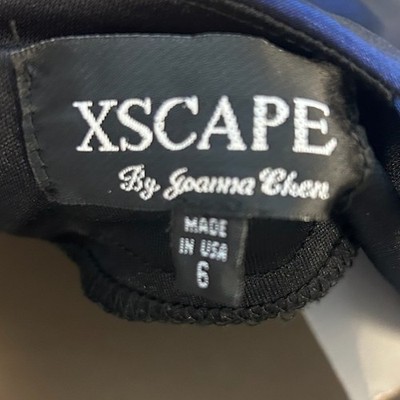 XSCAPE
By Joanna Chen
MADE
IN USA
6